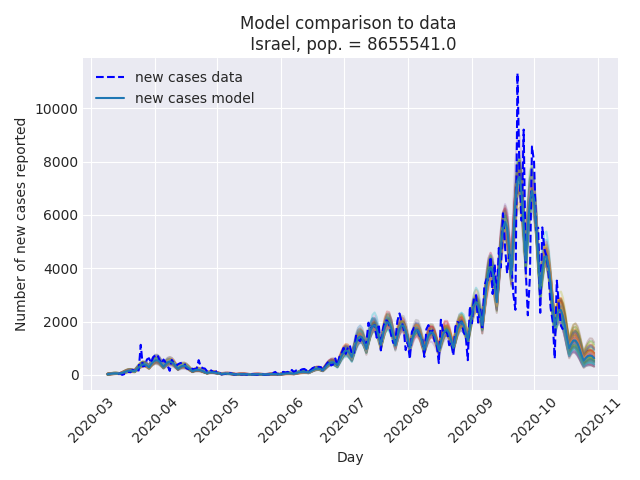 Model comparison to data
Israel, pop. = 8655541.0
new cases data
new cases model
Number of new cases reported
10000
8000
6000
4000
2000
0
2020-03
2020-04
2020-05
2020-06
2020-07
2020-08
2020-09
2020-10
2020-11
Day